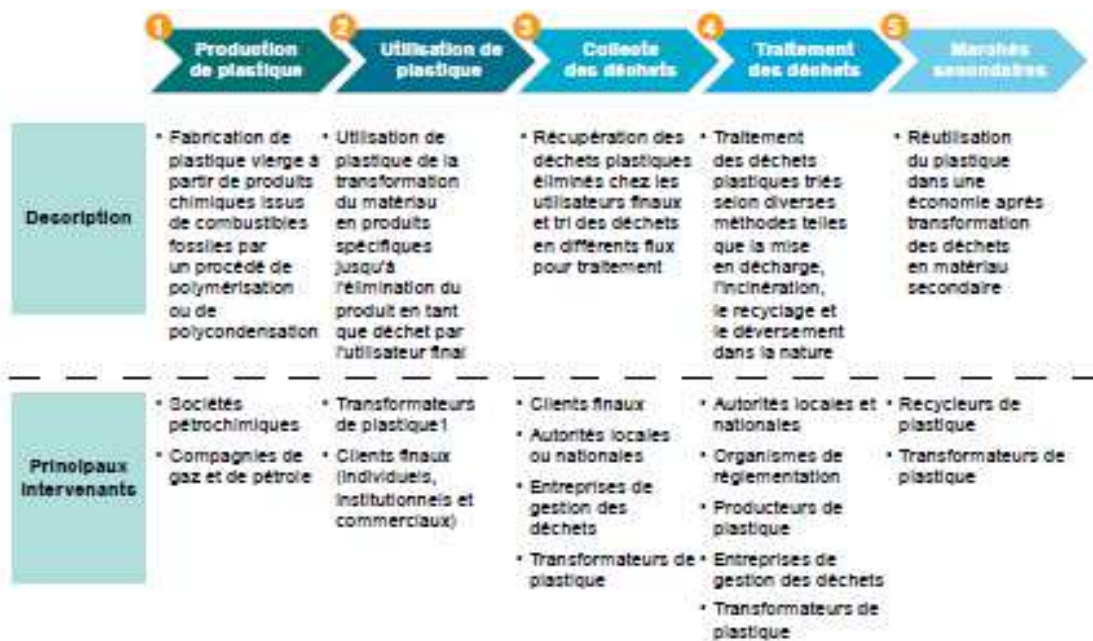 1
Production
de plastique
2
Utilisation de
plastique
3
Collecte
des déchets
4
Traitement
des déchets
5
Marchés
secondaires
Description
• Fabrication de
plastique vierge à
partir de produits
chimiques issus
de combustibles
fossiles par
un procédé de
polymérisation
ou de
polycondensation
• Utilisation de
plastique de la
transformation
du matériau
en produits
spécifiques
jusqu'à
l'élimination du
produit en tant
que déchet par
l'utilisateur final
• Récupération des
déchets plastiques
éliminés chez les
utilisateurs finaux
et tri des déchets
en différents flux
pour traitement
• Traitement
des déchets
plastiques triés
selon diverses
méthodes telles
que la mise
en décharge,
l'incinération,
le recyclage et
le déversement
dans la nature
• Réutilisation
du plastique
dans une
économie après
transformation
des déchets
en matériau
secondaire
Principaux
intervenants
• Sociétés
pétrochimiques
• Compagnies de
gaz et de pétrole
• Transformateurs
de plastique1
• Clients finaux
(individuels,
institutionnels et
commerciaux)
• Clients finaux
• Autorités locales
ou nationales
• Entreprises de
gestion des
déchets
• Transformateurs de
plastique
• Autorités locales et
nationales
• Organismes de
réglementation
• Producteurs de
plastique
• Entreprises de
gestion des déchets
• Transformateurs de
plastique
• Recycleurs de
plastique
• Transformateurs de
plastique